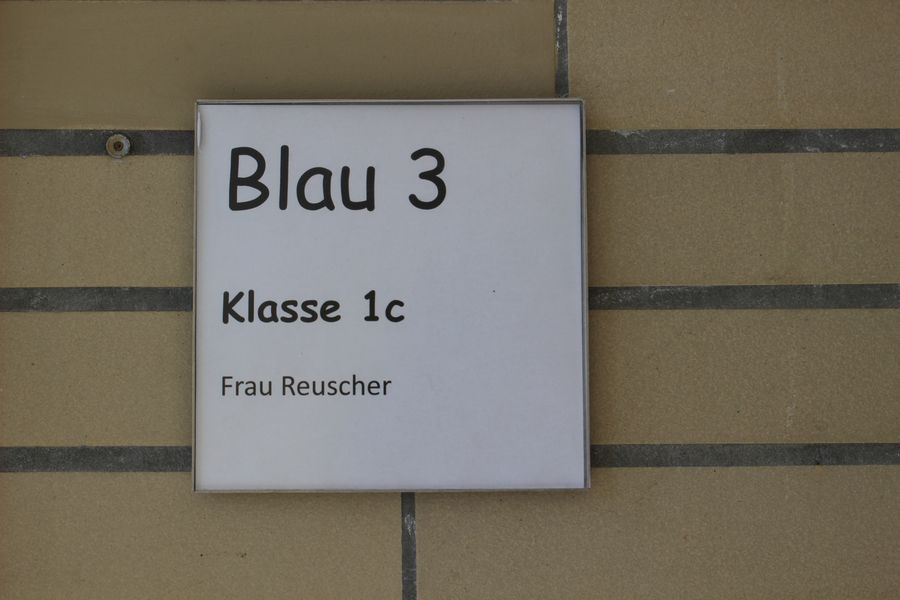 Blau 3
Klasse 1c
Frau Reuscher